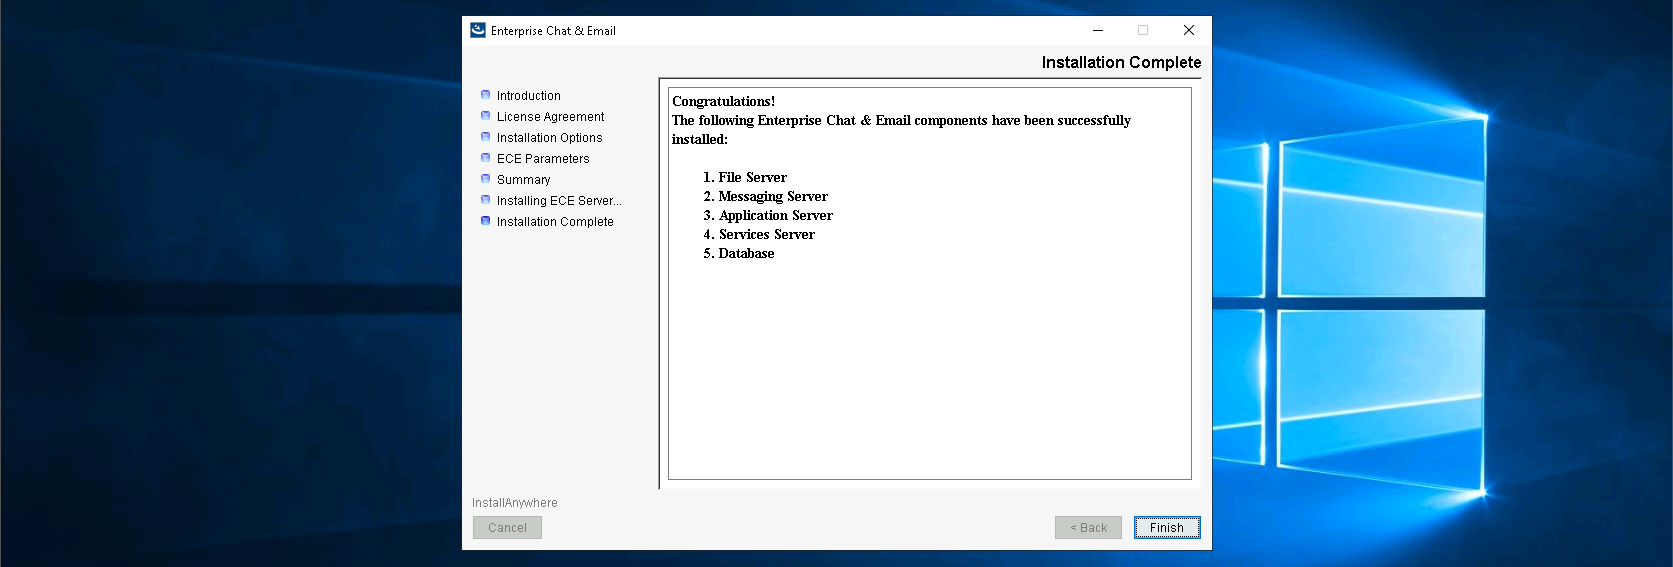 Enterprise Chat & Email
Installation Complete
Introduction
License Agreement
Installation Options
ECE Parameters
Summary
Installing ECE Server...
Installation Complete
Congratulations!
The following Enterprise Chat & Email components have been successfully
installed:
1. File Server
2. Messaging Server
3. Application Server
4. Services Server
5. Database
InstallAnywhere
Cancel
< Back
Finish